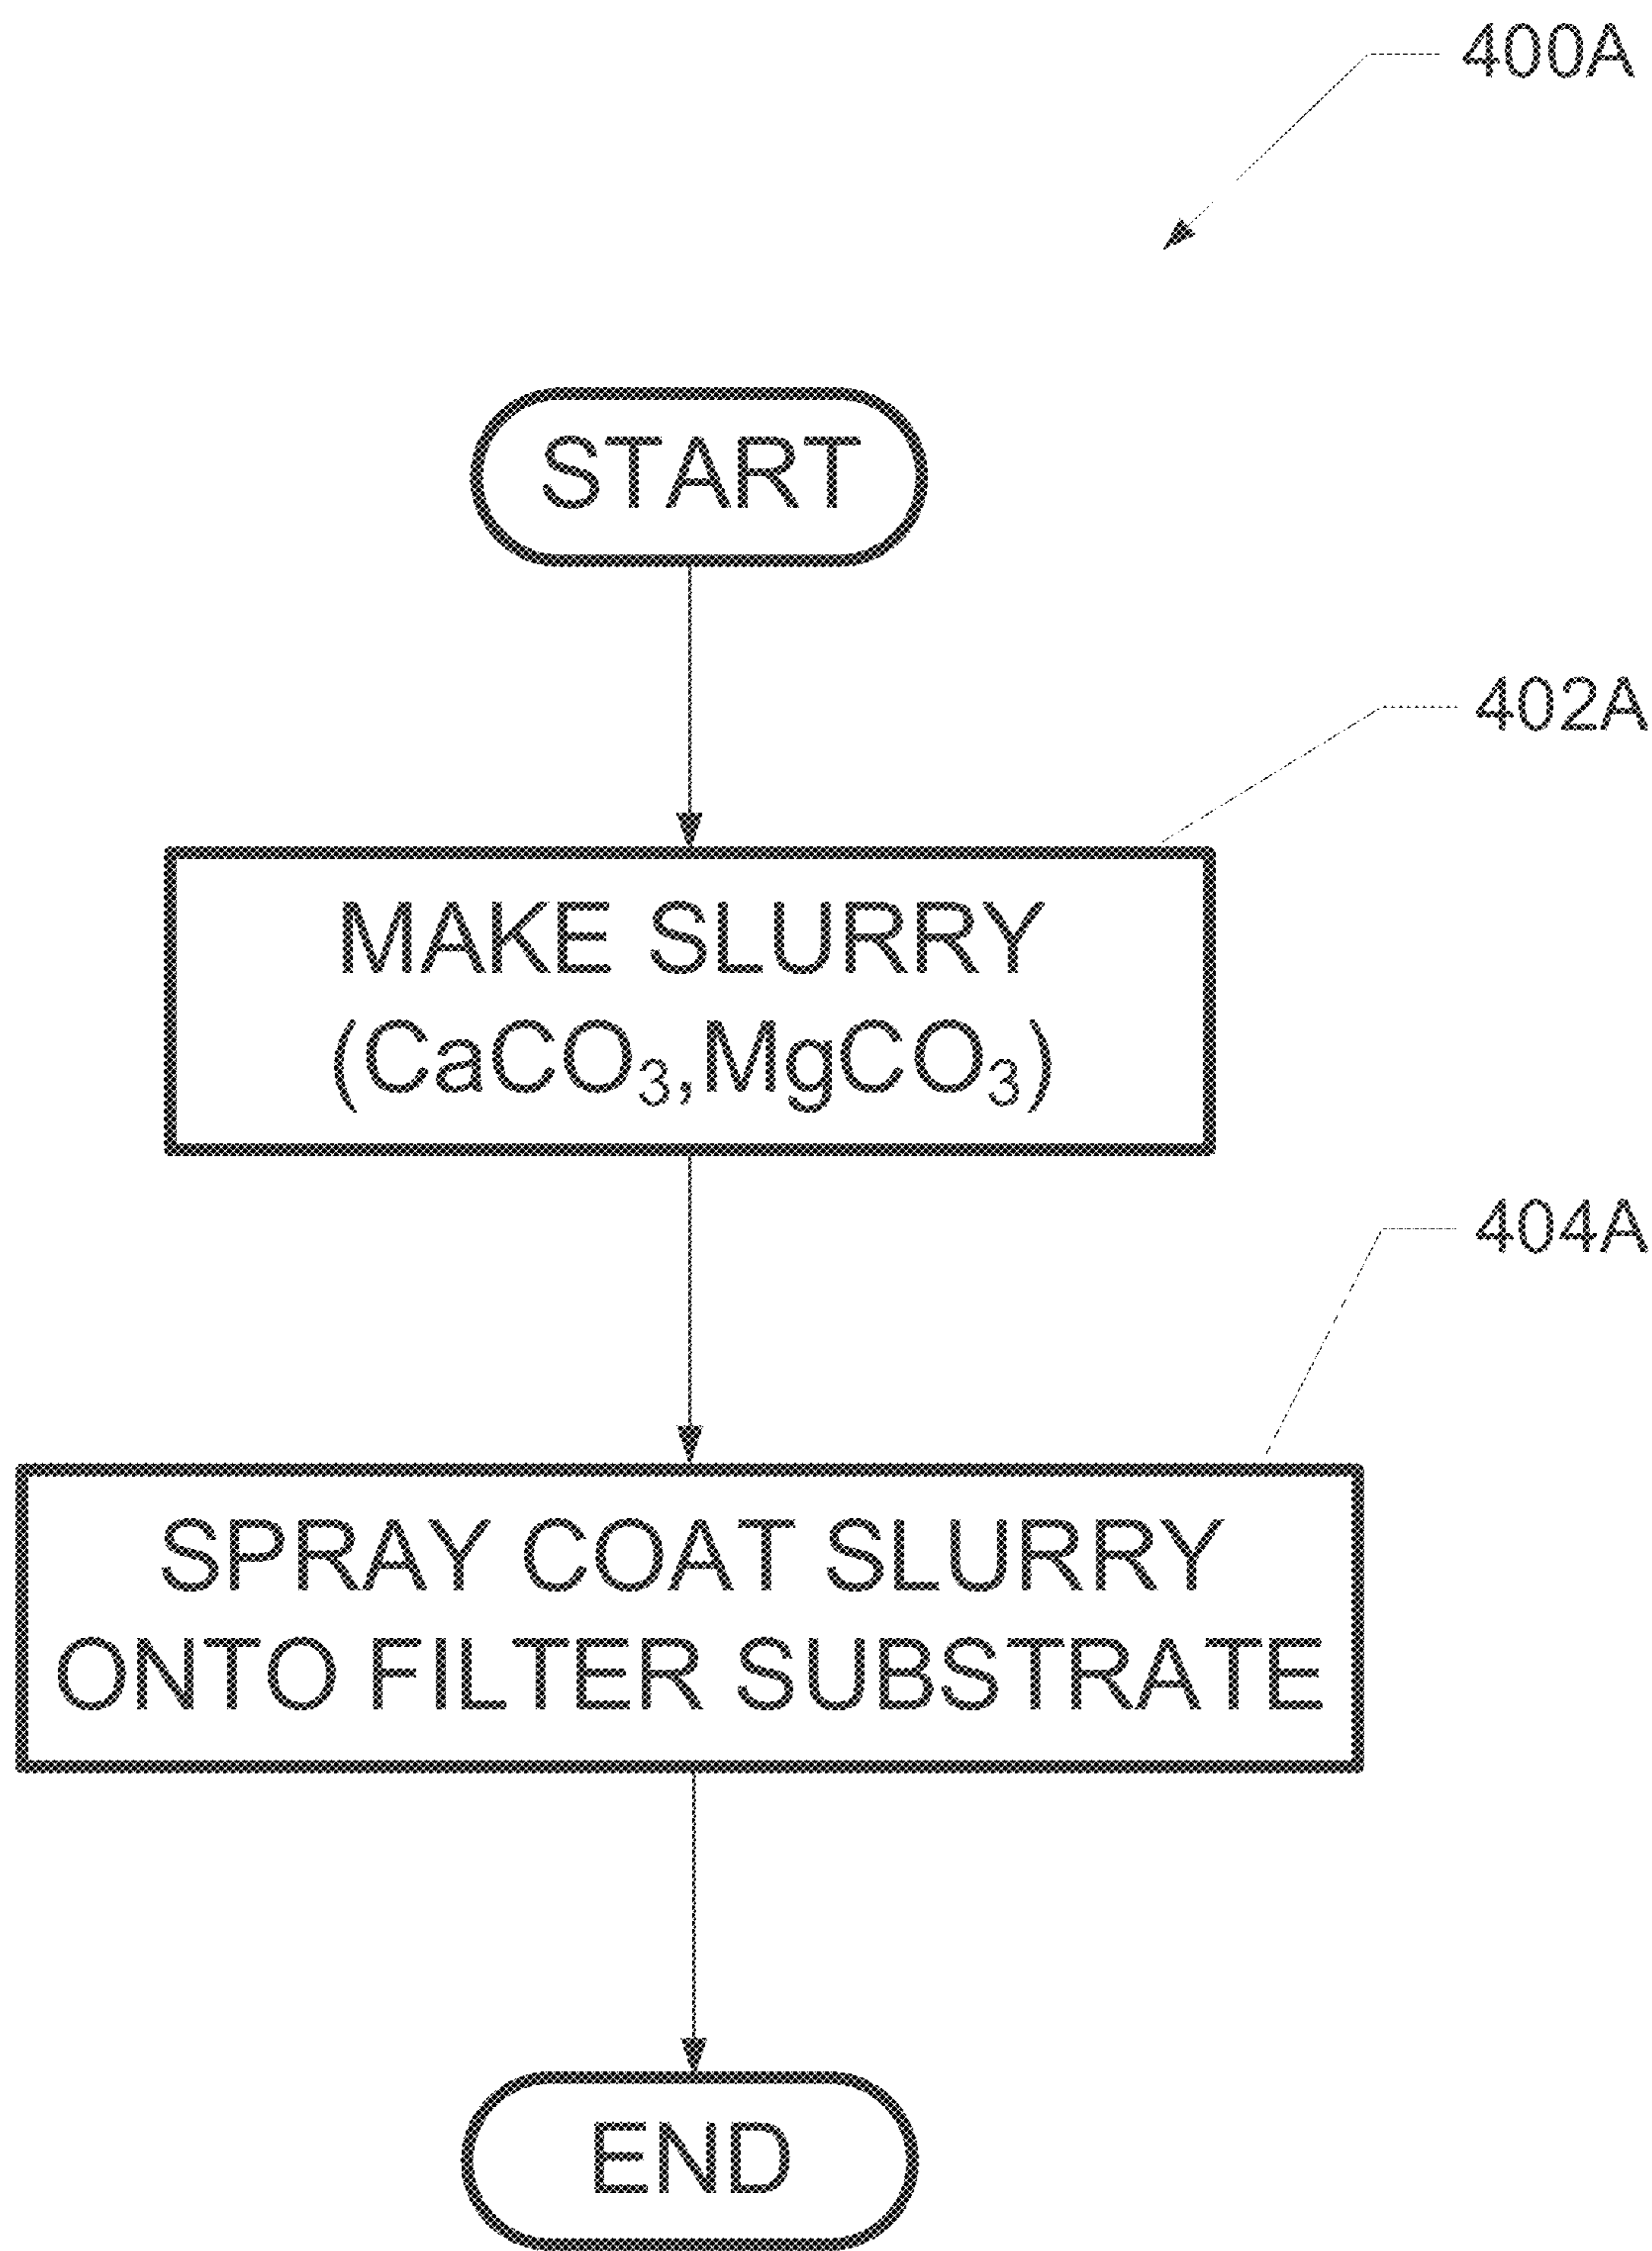 400A
START
402A
MAKE SLURRY
(CaCO₃,MgCO₃)
404A
SPRAY COAT SLURRY
ONTO FILTER SUBSTRATE
END